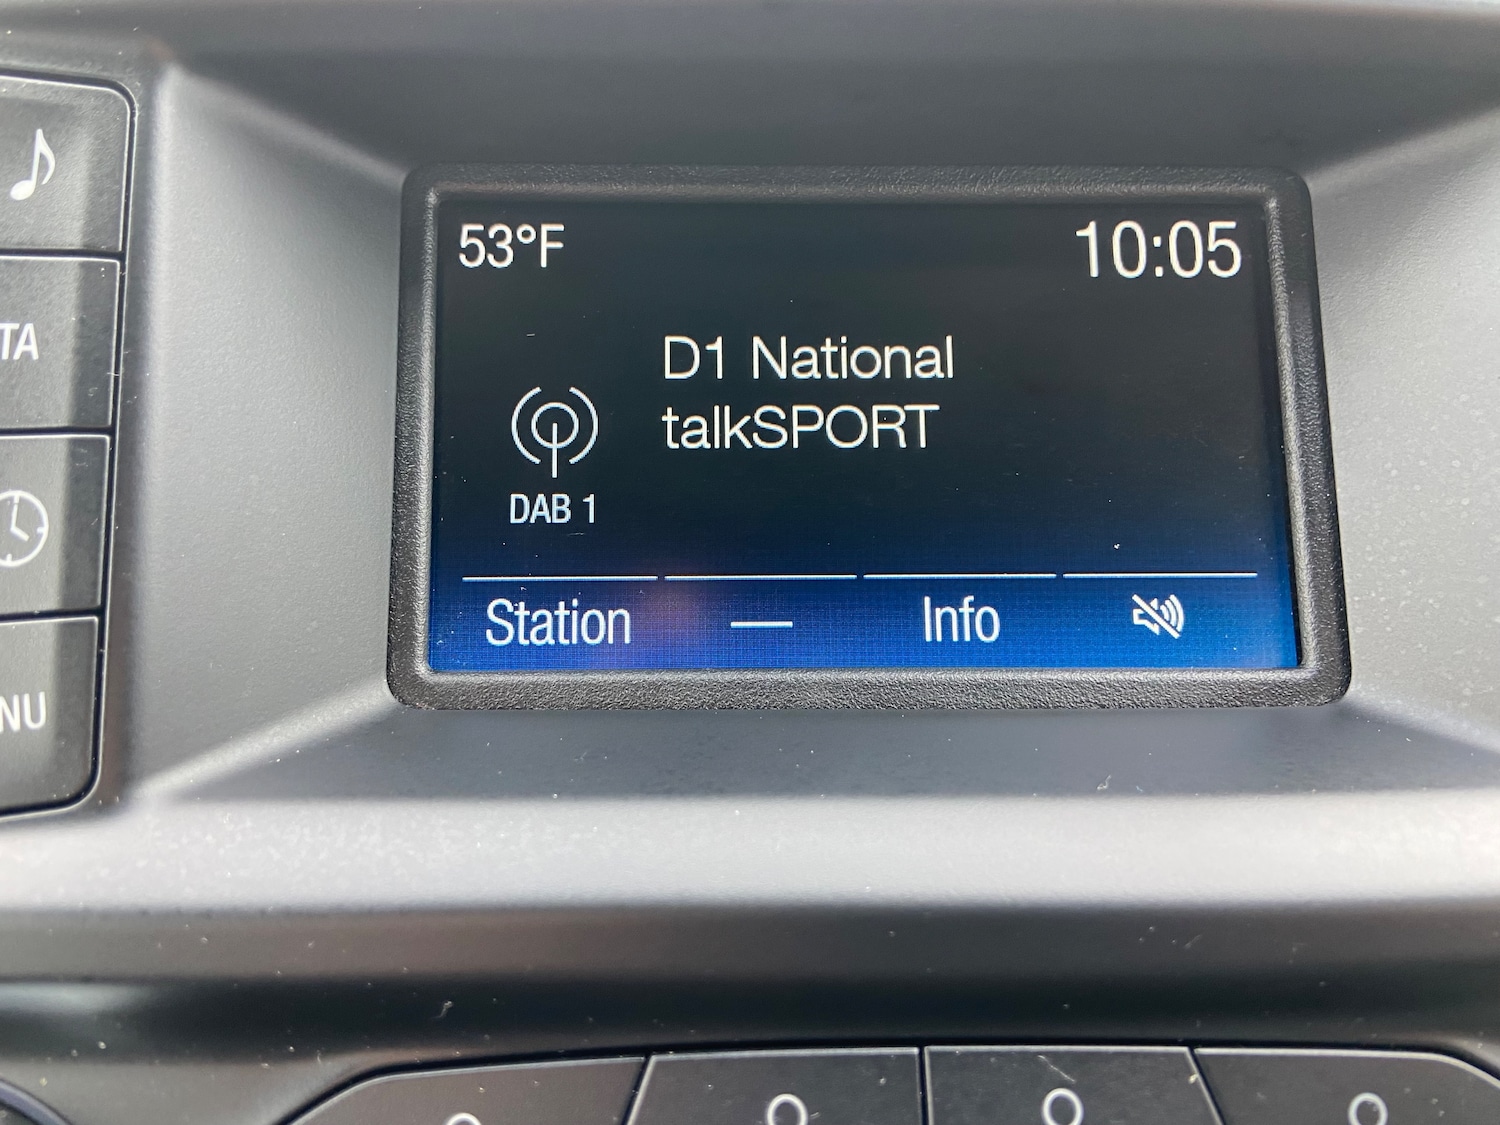 53°F 10:05
D1 National
talkSPORT
DAB 1
Station — Info
TA
NU